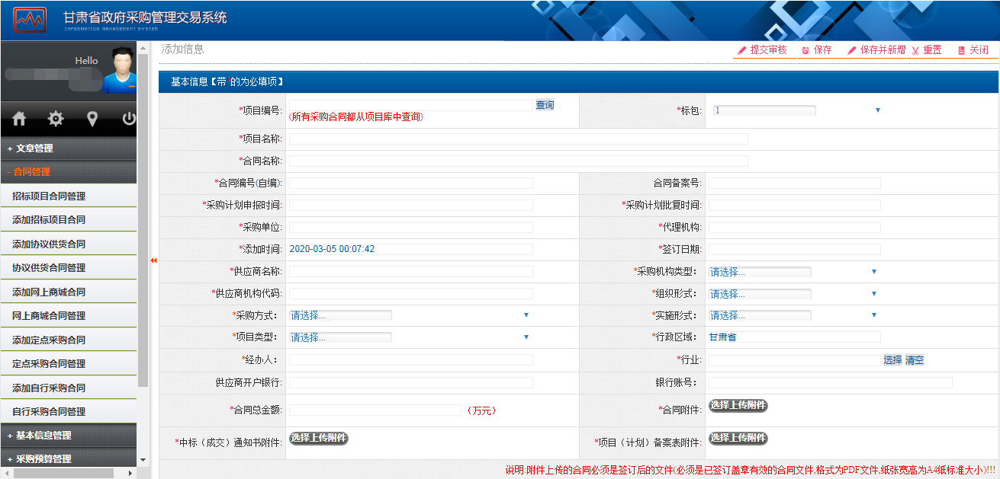 甘肃省政府采购管理交易系统
INFORMATION MANAGEMENT SYSTEM
Hello
+ 文章管理
- 合同管理
招标项目合同管理
添加招标项目合同
添加协议供货合同
协议供货合同管理
添加网上商城合同
网上商城合同管理
添加定点采购合同
定点采购合同管理
添加自行采购合同
自行采购合同管理
+ 基本信息管理
+ 采购预算管理
添加信息
提交审核 保存 保存并新增 重置 关闭
基本信息【带*的为必填项】
*项目编号: 查询 *标包: 1
(所有采购合同都从项目库中查询)
*项目名称:
*合同名称:
*合同编号(自编): 合同备案号:
*采购计划申报时间: *采购计划批复时间:
*采购单位: *代理机构:
*添加时间: 2020-03-05 00:07:42 *签订日期:
*供应商名称: *采购机构类型: 请选择...
*供应商机构代码: *组织形式: 请选择...
*采购方式: 请选择... *实施形式: 请选择...
*项目类型: 请选择... *行政区域: 甘肃省
*经办人: *行业: 选择 清空
供应商开户银行: 银行账号:
*合同总金额: （万元） *合同附件: 选择上传附件
*中标（成交）通知书附件: 选择上传附件 *项目（计划）备案表附件: 选择上传附件
说明:附件上传的合同必须是签订后的文件(必须是已签订盖章有效的合同文件,格式为PDF文件,纸张宽高为A4纸标准大小)!!!